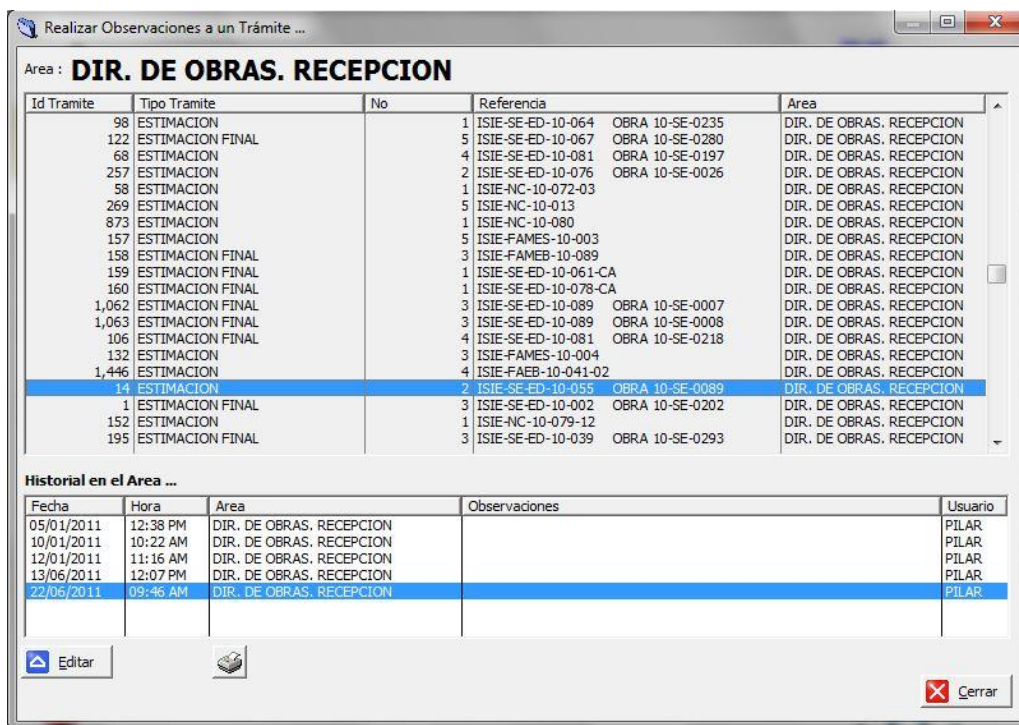 Realizar Observaciones a un Trámite ...
Area : DIR. DE OBRAS. RECEPCION
Id Tramite Tipo Tramite No Referencia Area
98 ESTIMACION 1 ISIE-SE-ED-10-064 OBRA 10-SE-0235 DIR. DE OBRAS. RECEPCION
122 ESTIMACION FINAL 5 ISIE-SE-ED-10-067 OBRA 10-SE-0280 DIR. DE OBRAS. RECEPCION
68 ESTIMACION 4 ISIE-SE-ED-10-081 OBRA 10-SE-0197 DIR. DE OBRAS. RECEPCION
257 ESTIMACION 2 ISIE-SE-ED-10-076 OBRA 10-SE-0026 DIR. DE OBRAS. RECEPCION
58 ESTIMACION 1 ISIE-NC-10-072-03 DIR. DE OBRAS. RECEPCION
269 ESTIMACION 5 ISIE-NC-10-013 DIR. DE OBRAS. RECEPCION
873 ESTIMACION 1 ISIE-NC-10-080 DIR. DE OBRAS. RECEPCION
157 ESTIMACION 5 ISIE-FAMES-10-003 DIR. DE OBRAS. RECEPCION
158 ESTIMACION FINAL 3 ISIE-FAMEB-10-089 DIR. DE OBRAS. RECEPCION
159 ESTIMACION FINAL 1 ISIE-SE-ED-10-061-CA DIR. DE OBRAS. RECEPCION
160 ESTIMACION FINAL 1 ISIE-SE-ED-10-078-CA DIR. DE OBRAS. RECEPCION
1,062 ESTIMACION FINAL 3 ISIE-SE-ED-10-089 OBRA 10-SE-0007 DIR. DE OBRAS. RECEPCION
1,063 ESTIMACION FINAL 3 ISIE-SE-ED-10-089 OBRA 10-SE-0008 DIR. DE OBRAS. RECEPCION
106 ESTIMACION FINAL 4 ISIE-SE-ED-10-081 OBRA 10-SE-0218 DIR. DE OBRAS. RECEPCION
132 ESTIMACION 3 ISIE-FAMES-10-004 DIR. DE OBRAS. RECEPCION
1,446 ESTIMACION 4 ISIE-FAEB-10-041-02 DIR. DE OBRAS. RECEPCION
14 ESTIMACION 2 ISIE-SE-ED-10-055 OBRA 10-SE-0089 DIR. DE OBRAS. RECEPCION
1 ESTIMACION FINAL 3 ISIE-SE-ED-10-002 OBRA 10-SE-0202 DIR. DE OBRAS. RECEPCION
152 ESTIMACION 1 ISIE-NC-10-079-12 DIR. DE OBRAS. RECEPCION
195 ESTIMACION FINAL 3 ISIE-SE-ED-10-039 OBRA 10-SE-0293 DIR. DE OBRAS. RECEPCION
Historial en el Area ...
Fecha Hora Area Observaciones Usuario
05/01/2011 12:38 PM DIR. DE OBRAS. RECEPCION PILAR
10/01/2011 10:22 AM DIR. DE OBRAS. RECEPCION PILAR
12/01/2011 11:16 AM DIR. DE OBRAS. RECEPCION PILAR
13/06/2011 12:07 PM DIR. DE OBRAS. RECEPCION PILAR
22/06/2011 09:46 AM DIR. DE OBRAS. RECEPCION PILAR
Editar
Cerrar